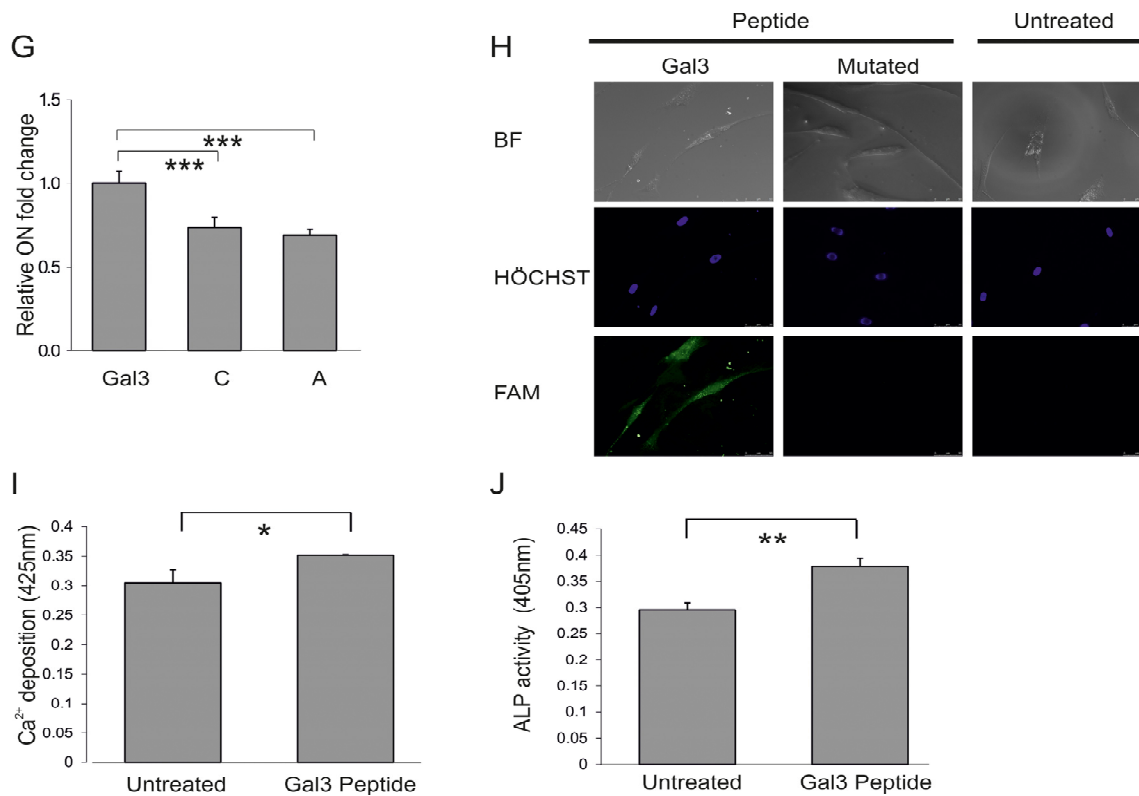 G
Relative ON fold change
1.5
1.0
0.5
0.0
***
***
Gal3 C A
H
Peptide Untreated
Gal3 Mutated
BF
HÖCHST
FAM
I
Ca²⁺ deposition (425nm)
0.4
0.35
0.3
0.25
0.2
0.15
0.1
0.05
0
*
Untreated Gal3 Peptide
J
ALP activity (405nm)
0.45
0.4
0.35
0.3
0.25
0.2
0.15
0.1
0.05
0
**
Untreated Gal3 Peptide